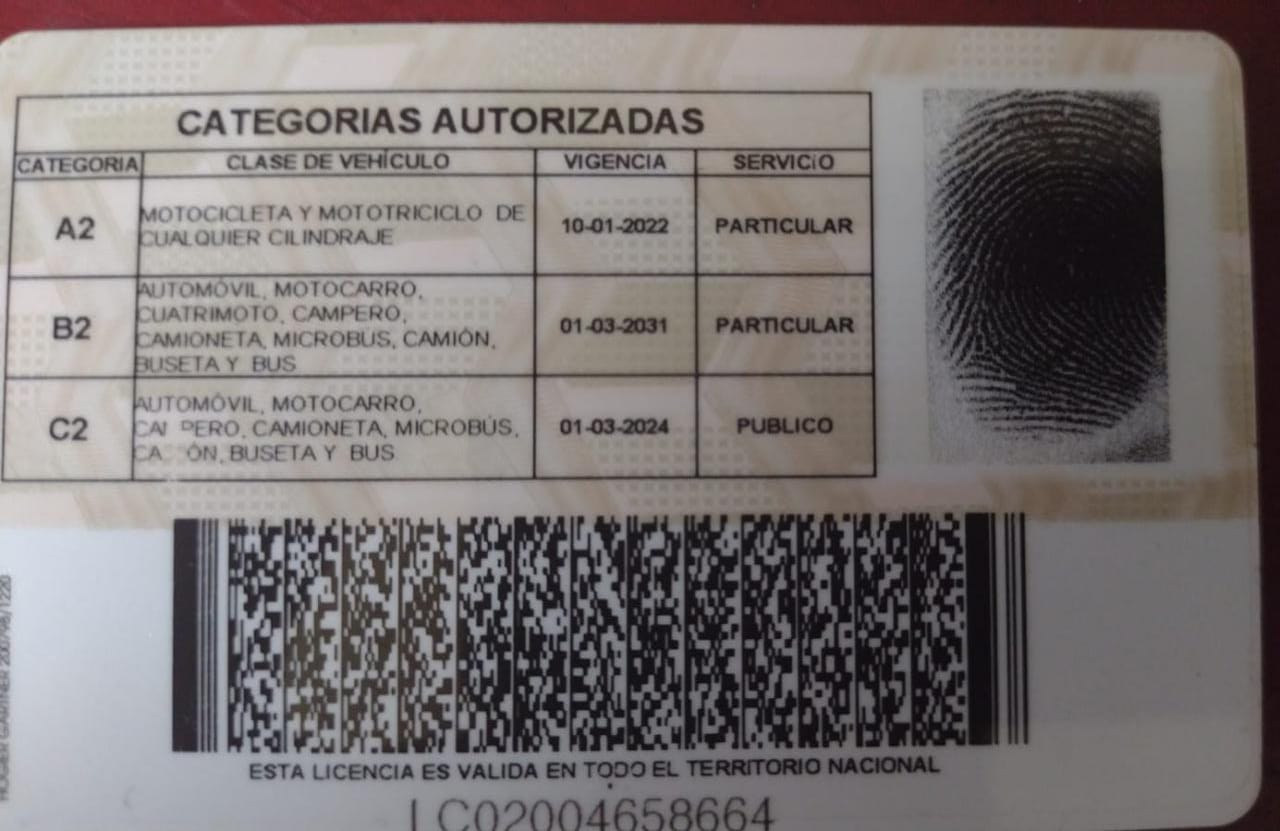 CATEGORIAS AUTORIZADAS
CATEGORIA CLASE DE VEHÍCULO VIGENCIA SERVICIO
A2 MOTOCICLETA Y MOTOTRICICLO DE CUALQUIER CILINDRAJE 10-01-2022 PARTICULAR
B2 AUTOMÓVIL, MOTOCARRO, CUATRIMOTO, CAMPERO, CAMIONETA, MICROBÚS, CAMIÓN, BUSETA Y BUS 01-03-2031 PARTICULAR
C2 AUTOMÓVIL, MOTOCARRO, CAMIONETA, MICROBÚS, BUSETA Y BUS 01-03-2024 PUBLICO
ESTA LICENCIA ES VALIDA EN TODO EL TERRITORIO NACIONAL
LC02004658664